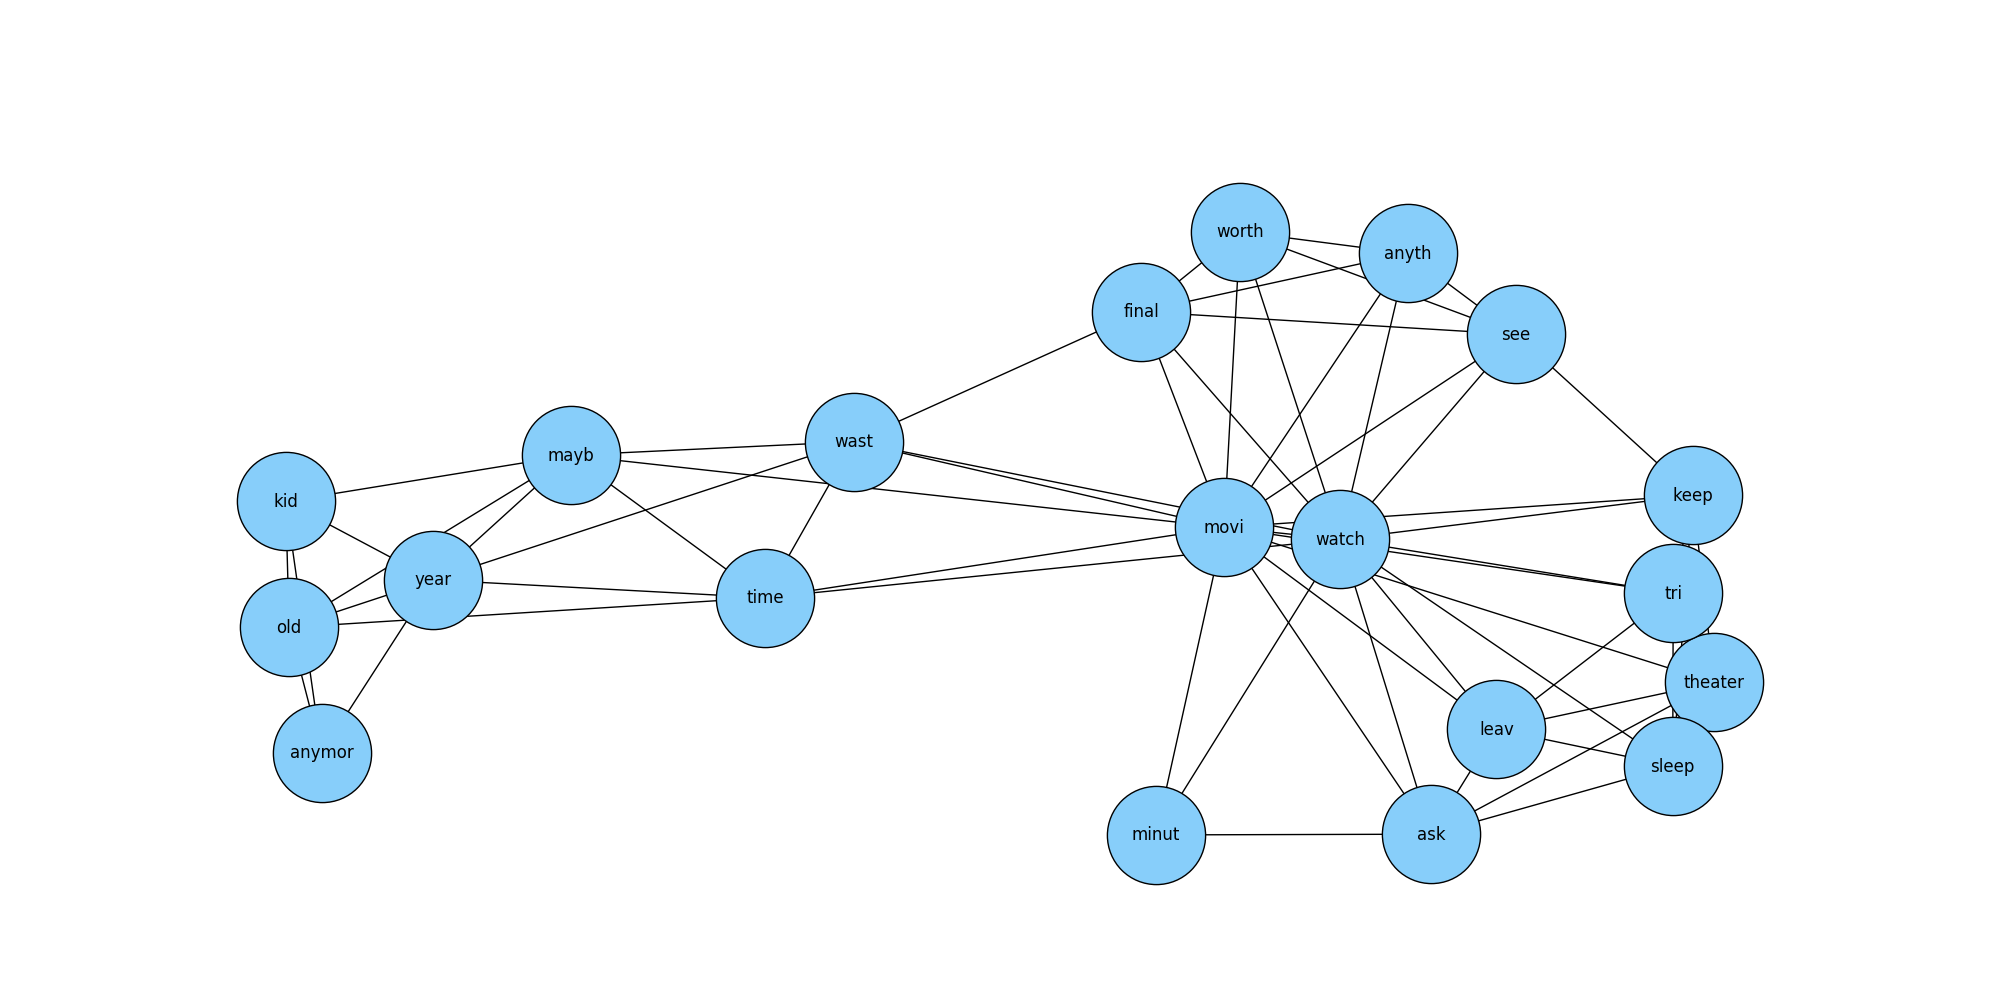 worth
anyth
final
see
wast
mayb
keep
kid
movi
watch
year
tri
time
old
theater
leav
anymor
sleep
minut
ask